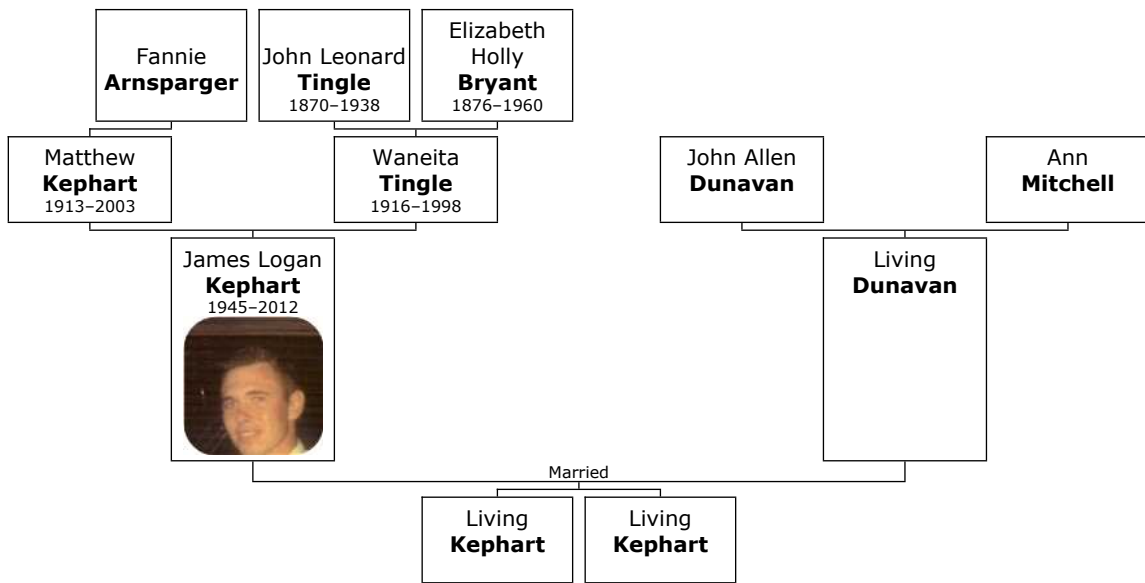 Fannie
Arnsparger
John Leonard
Tingle
1870–1938
Elizabeth
Holly
Bryant
1876–1960
Matthew
Kephart
1913–2003
Waneita
Tingle
1916–1998
John Allen
Dunavan
Ann
Mitchell
James Logan
Kephart
1945–2012
Living
Dunavan
Married
Living
Kephart
Living
Kephart